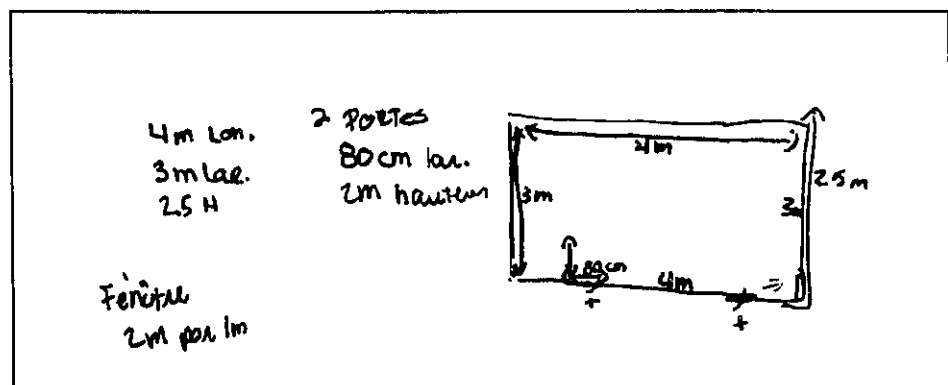 4m Lon.
3m Lar.
2.5 H
2 PORTES
80cm lar.
2m hauteur
Fenêtre
2m par 1m
4m
3m
2.5m
3
80cm
4m